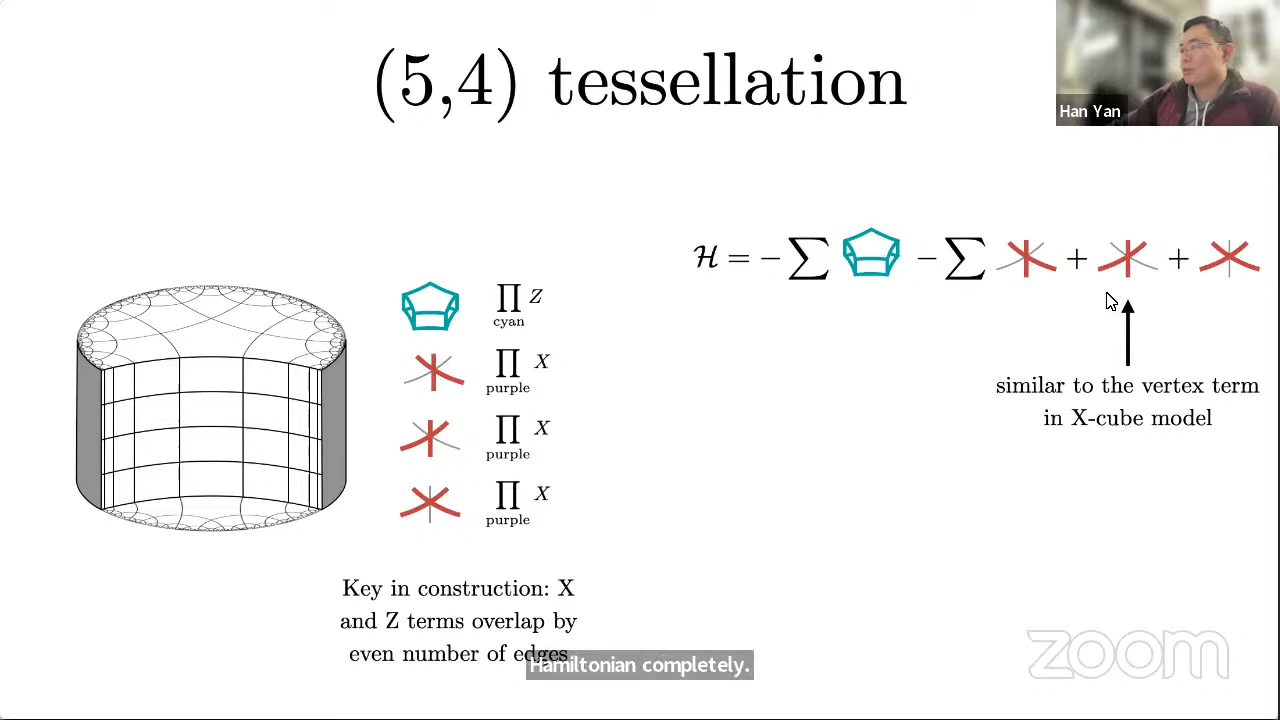 (5,4) tessellation
Han Yan
ℋ = − ∑ − ∑ + +
∏ Z
cyan
∏ X
purple
∏ X
purple
∏ X
purple
similar to the vertex term
in X-cube model
Key in construction: X
and Z terms overlap by
even number of edges
Hamiltonian completely.
zoom